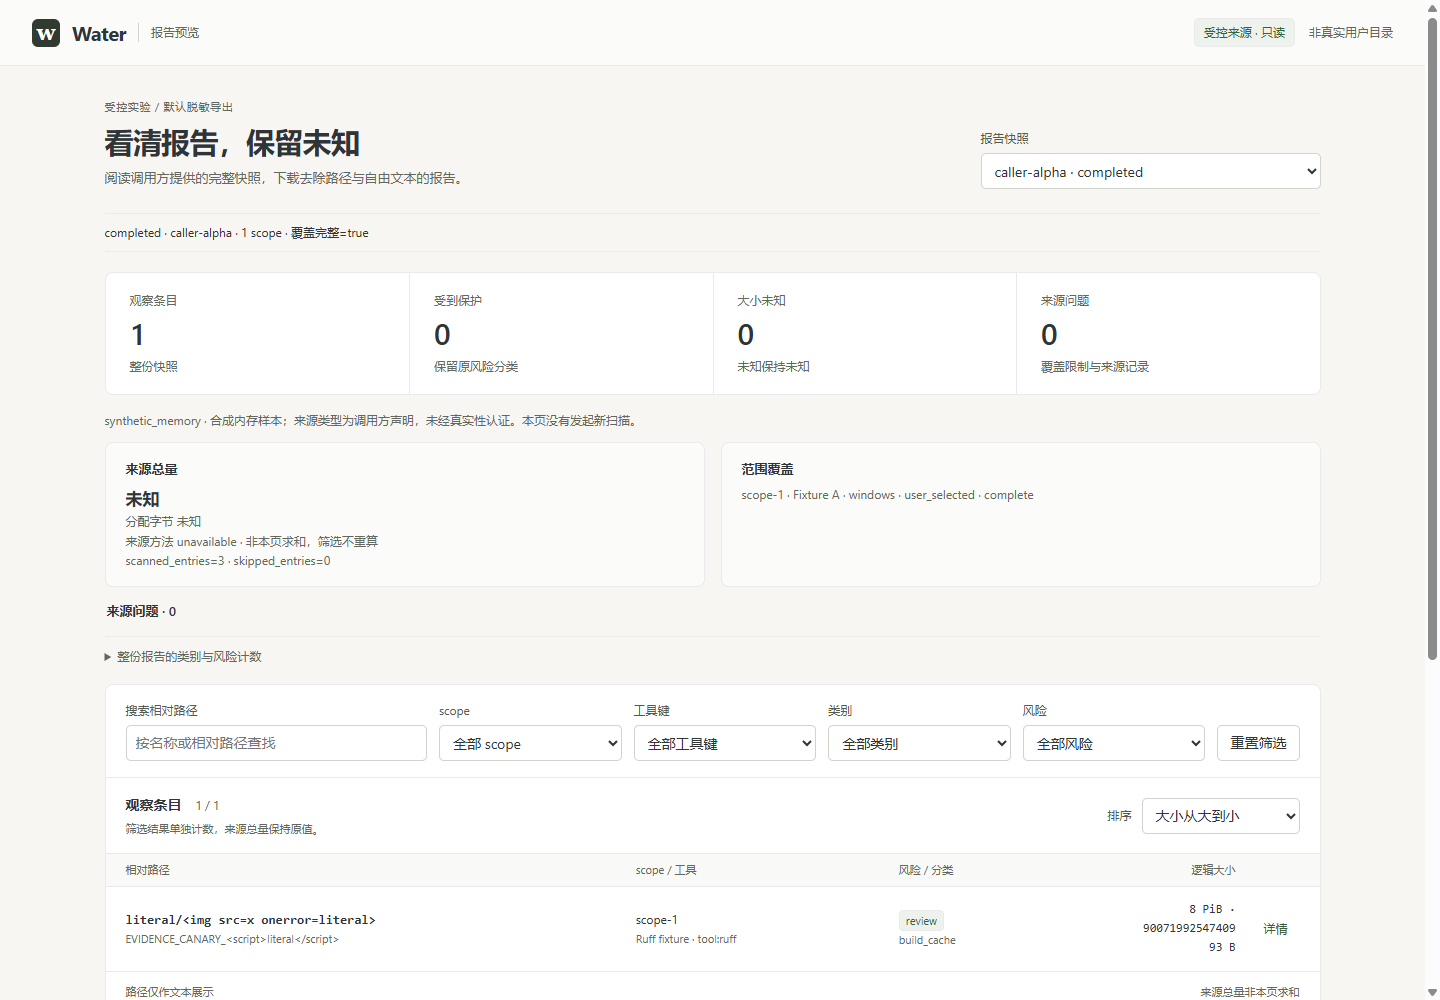 W Water 报告预览
受控来源 · 只读 非真实用户目录
受控实验 / 默认脱敏导出
看清报告，保留未知
阅读调用方提供的完整快照，下载去除路径与自由文本的报告。
报告快照
caller-alpha · completed
completed · caller-alpha · 1 scope · 覆盖完整=true
观察条目
1
整份快照
受到保护
0
保留原风险分类
大小未知
0
未知保持未知
来源问题
0
覆盖限制与来源记录
synthetic_memory · 合成内存样本；来源类型为调用方声明，未经真实性认证。本页没有发起新扫描。
来源总量
未知
分配字节 未知
来源方法 unavailable · 非本页求和，筛选不重算
scanned_entries=3 · skipped_entries=0
范围覆盖
scope-1 · Fixture A · windows · user_selected · complete
来源问题 · 0
整份报告的类别与风险计数
搜索相对路径
按名称或相对路径查找
scope
全部 scope
工具键
全部工具键
类别
全部类别
风险
全部风险
重置筛选
观察条目 1 / 1
筛选结果单独计数，来源总量保持原值。
排序 大小从大到小
相对路径 scope / 工具 风险 / 分类 逻辑大小
literal/<img src=x onerror=literal>
EVIDENCE_CANARY_<script>literal</script>
scope-1
Ruff fixture · tool:ruff
review
build_cache
8 PiB ·
90071992547409
93 B
详情
路径仅作文本展示
来源总量非本页求和